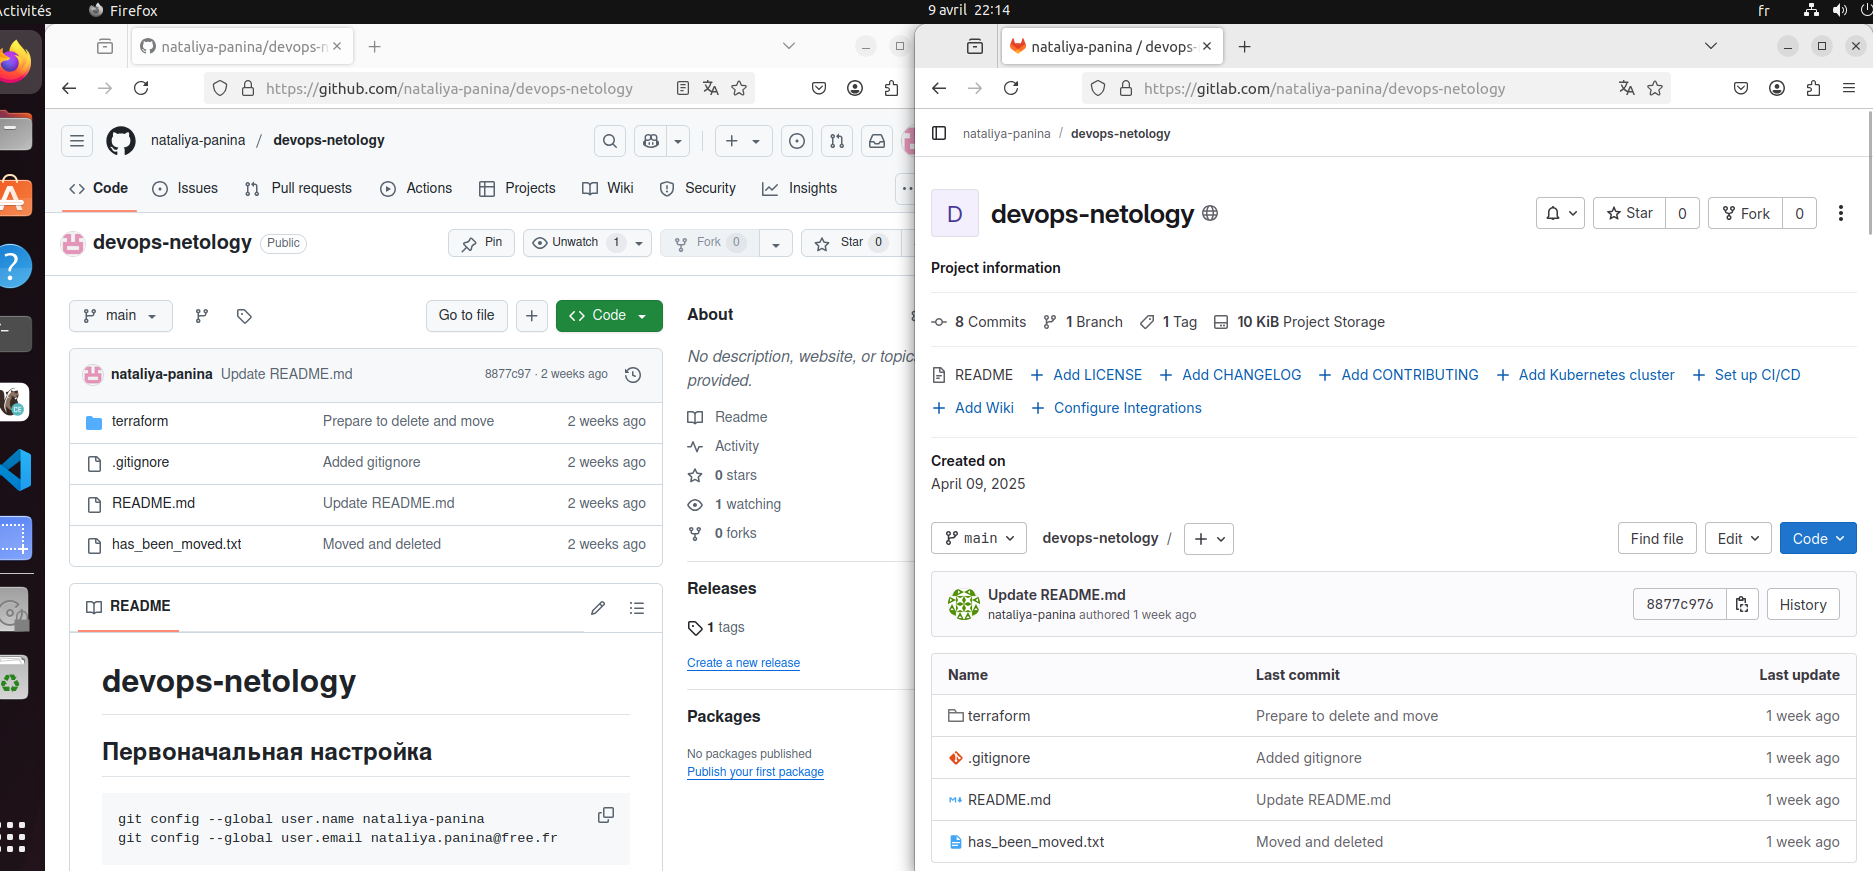 Activités
Firefox
9 avril 22:14
fr
nataliya-panina/devops-n
https://github.com/nataliya-panina/devops-netology
nataliya-panina / devops-netology
Code
Issues
Pull requests
Actions
Projects
Wiki
Security
Insights
devops-netology
Public
Pin
Unwatch 1
Fork 0
Star 0
main
Go to file
Code
nataliya-panina Update README.md
8877c97 · 2 weeks ago
terraform Prepare to delete and move 2 weeks ago
.gitignore Added gitignore 2 weeks ago
README.md Update README.md 2 weeks ago
has_been_moved.txt Moved and deleted 2 weeks ago
README
devops-netology
Первоначальная настройка
git config --global user.name nataliya-panina
git config --global user.email nataliya.panina@free.fr
About
No description, website, or topics
provided.
Readme
Activity
0 stars
1 watching
0 forks
Releases
1 tags
Create a new release
Packages
No packages published
Publish your first package
nataliya-panina / devops-
https://gitlab.com/nataliya-panina/devops-netology
nataliya-panina / devops-netology
D
devops-netology
Star 0
Fork 0
Project information
8 Commits 1 Branch 1 Tag 10 KiB Project Storage
README + Add LICENSE + Add CHANGELOG + Add CONTRIBUTING + Add Kubernetes cluster + Set up CI/CD
+ Add Wiki + Configure Integrations
Created on
April 09, 2025
main
devops-netology /
Find file
Edit
Code
Update README.md
nataliya-panina authored 1 week ago
8877c976
History
Name Last commit Last update
terraform Prepare to delete and move 1 week ago
.gitignore Added gitignore 1 week ago
README.md Update README.md 1 week ago
has_been_moved.txt Moved and deleted 1 week ago